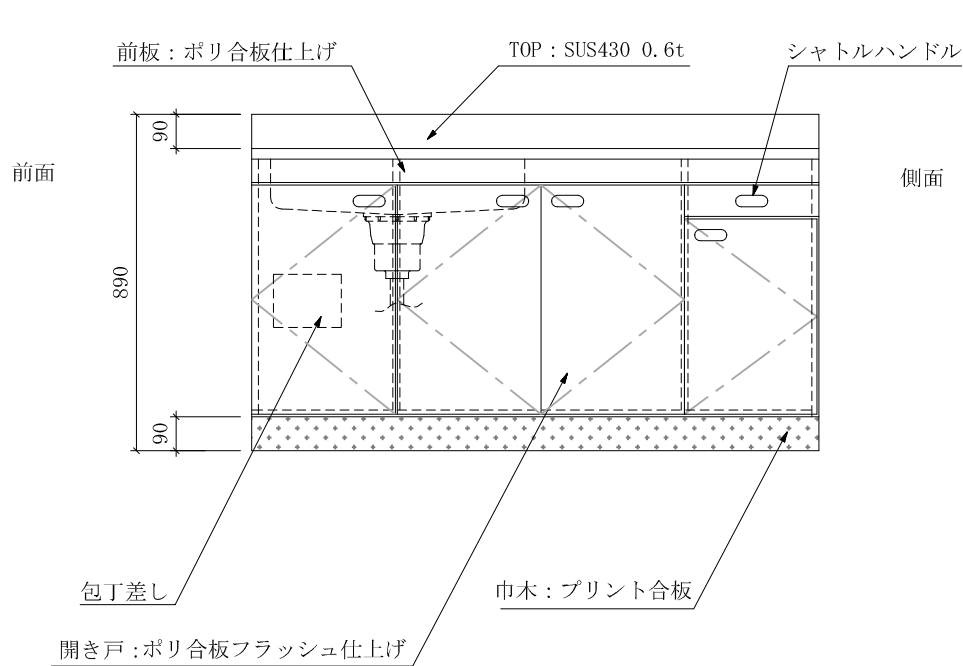 前板：ポリ合板仕上げ
TOP：SUS430 0.6t
シャトルハンドル
90
前面
側面
890
90
包丁差し
巾木：プリント合板
開き戸：ポリ合板フラッシュ仕上げ